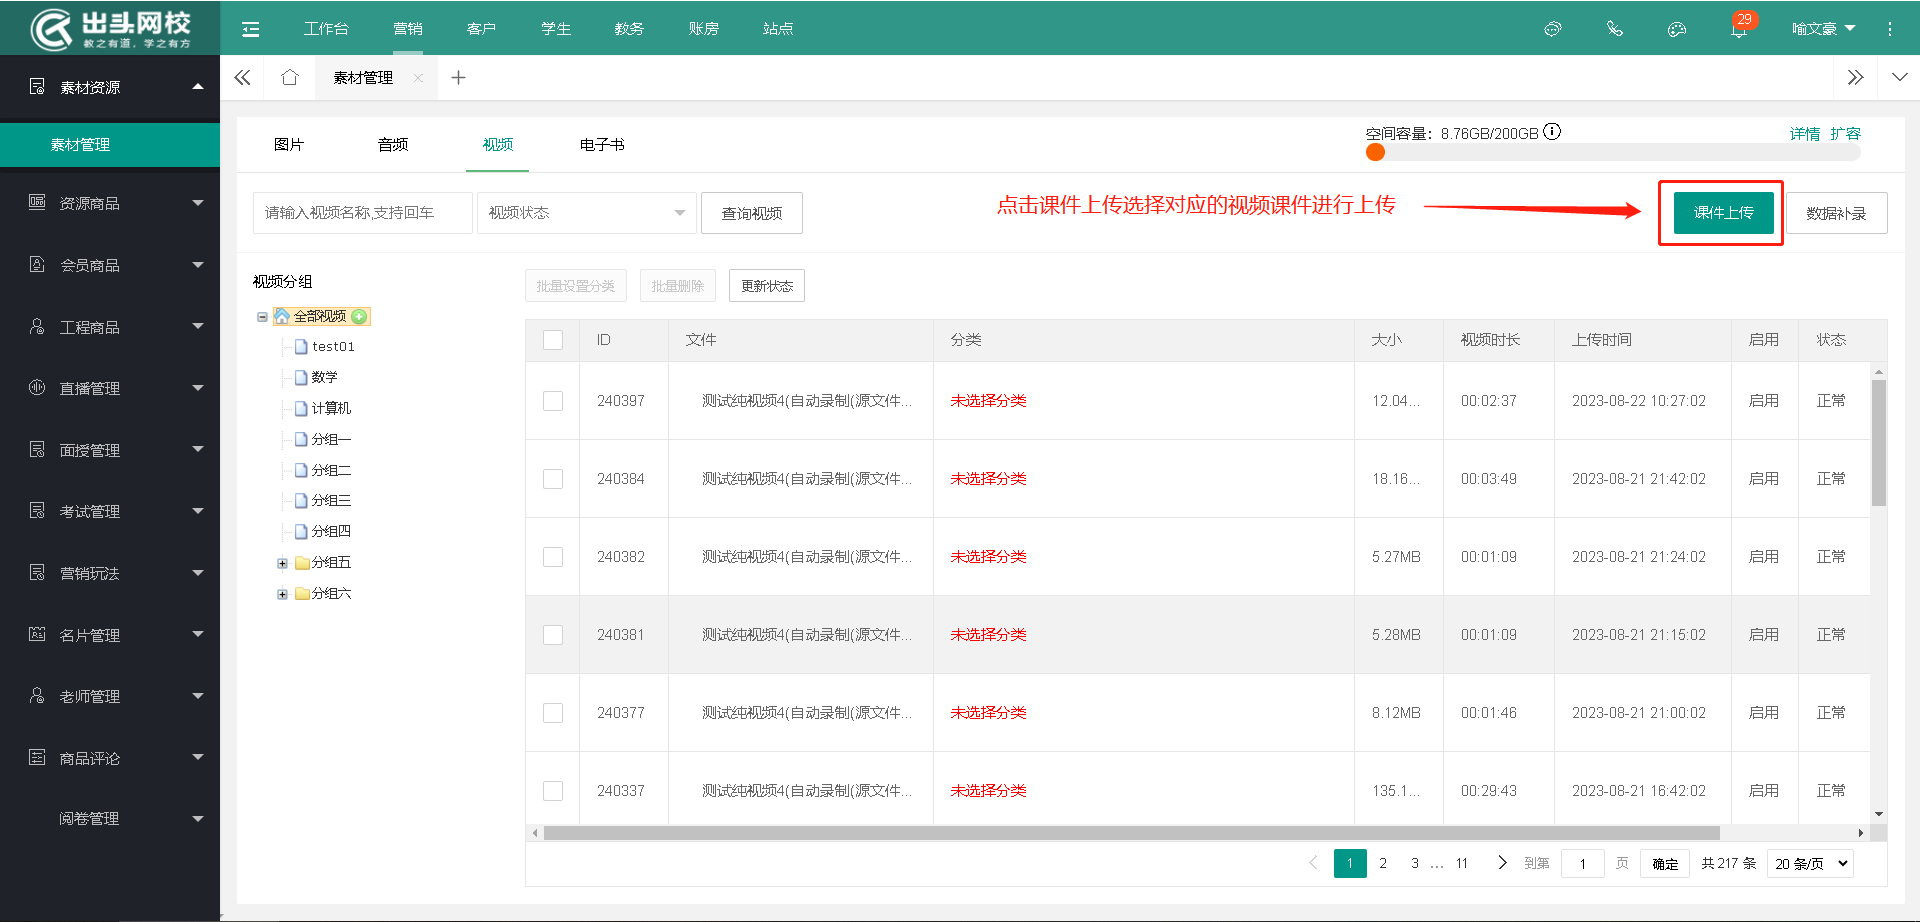 出头网校
教之有道，学之有方
工作台 营销 客户 学生 教务 账房 站点
29
喻文豪
素材资源
素材管理
资源商品
会员商品
工程商品
直播管理
面授管理
考试管理
营销玩法
名片管理
老师管理
商品评论
阅卷管理
素材管理
图片 音频 视频 电子书
空间容量：8.76GB/200GB 详情 扩容
请输入视频名称,支持回车 视频状态 查询视频
点击课件上传选择对应的视频课件进行上传
课件上传 数据补录
视频分组
全部视频
test01
数学
计算机
分组一
分组二
分组三
分组四
分组五
分组六
批量设置分类 批量删除 更新状态
ID 文件 分类 大小 视频时长 上传时间 启用 状态
240397 测试纯视频4(自动录制(源文件... 未选择分类 12.04... 00:02:37 2023-08-22 10:27:02 启用 正常
240384 测试纯视频4(自动录制(源文件... 未选择分类 18.16... 00:03:49 2023-08-21 21:42:02 启用 正常
240382 测试纯视频4(自动录制(源文件... 未选择分类 5.27MB 00:01:09 2023-08-21 21:24:02 启用 正常
240381 测试纯视频4(自动录制(源文件... 未选择分类 5.28MB 00:01:09 2023-08-21 21:15:02 启用 正常
240377 测试纯视频4(自动录制(源文件... 未选择分类 8.12MB 00:01:46 2023-08-21 21:00:02 启用 正常
240337 测试纯视频4(自动录制(源文件... 未选择分类 135.1... 00:29:43 2023-08-21 16:42:02 启用 正常
1 2 3 ... 11 到第 1 页 确定 共 217 条 20 条/页